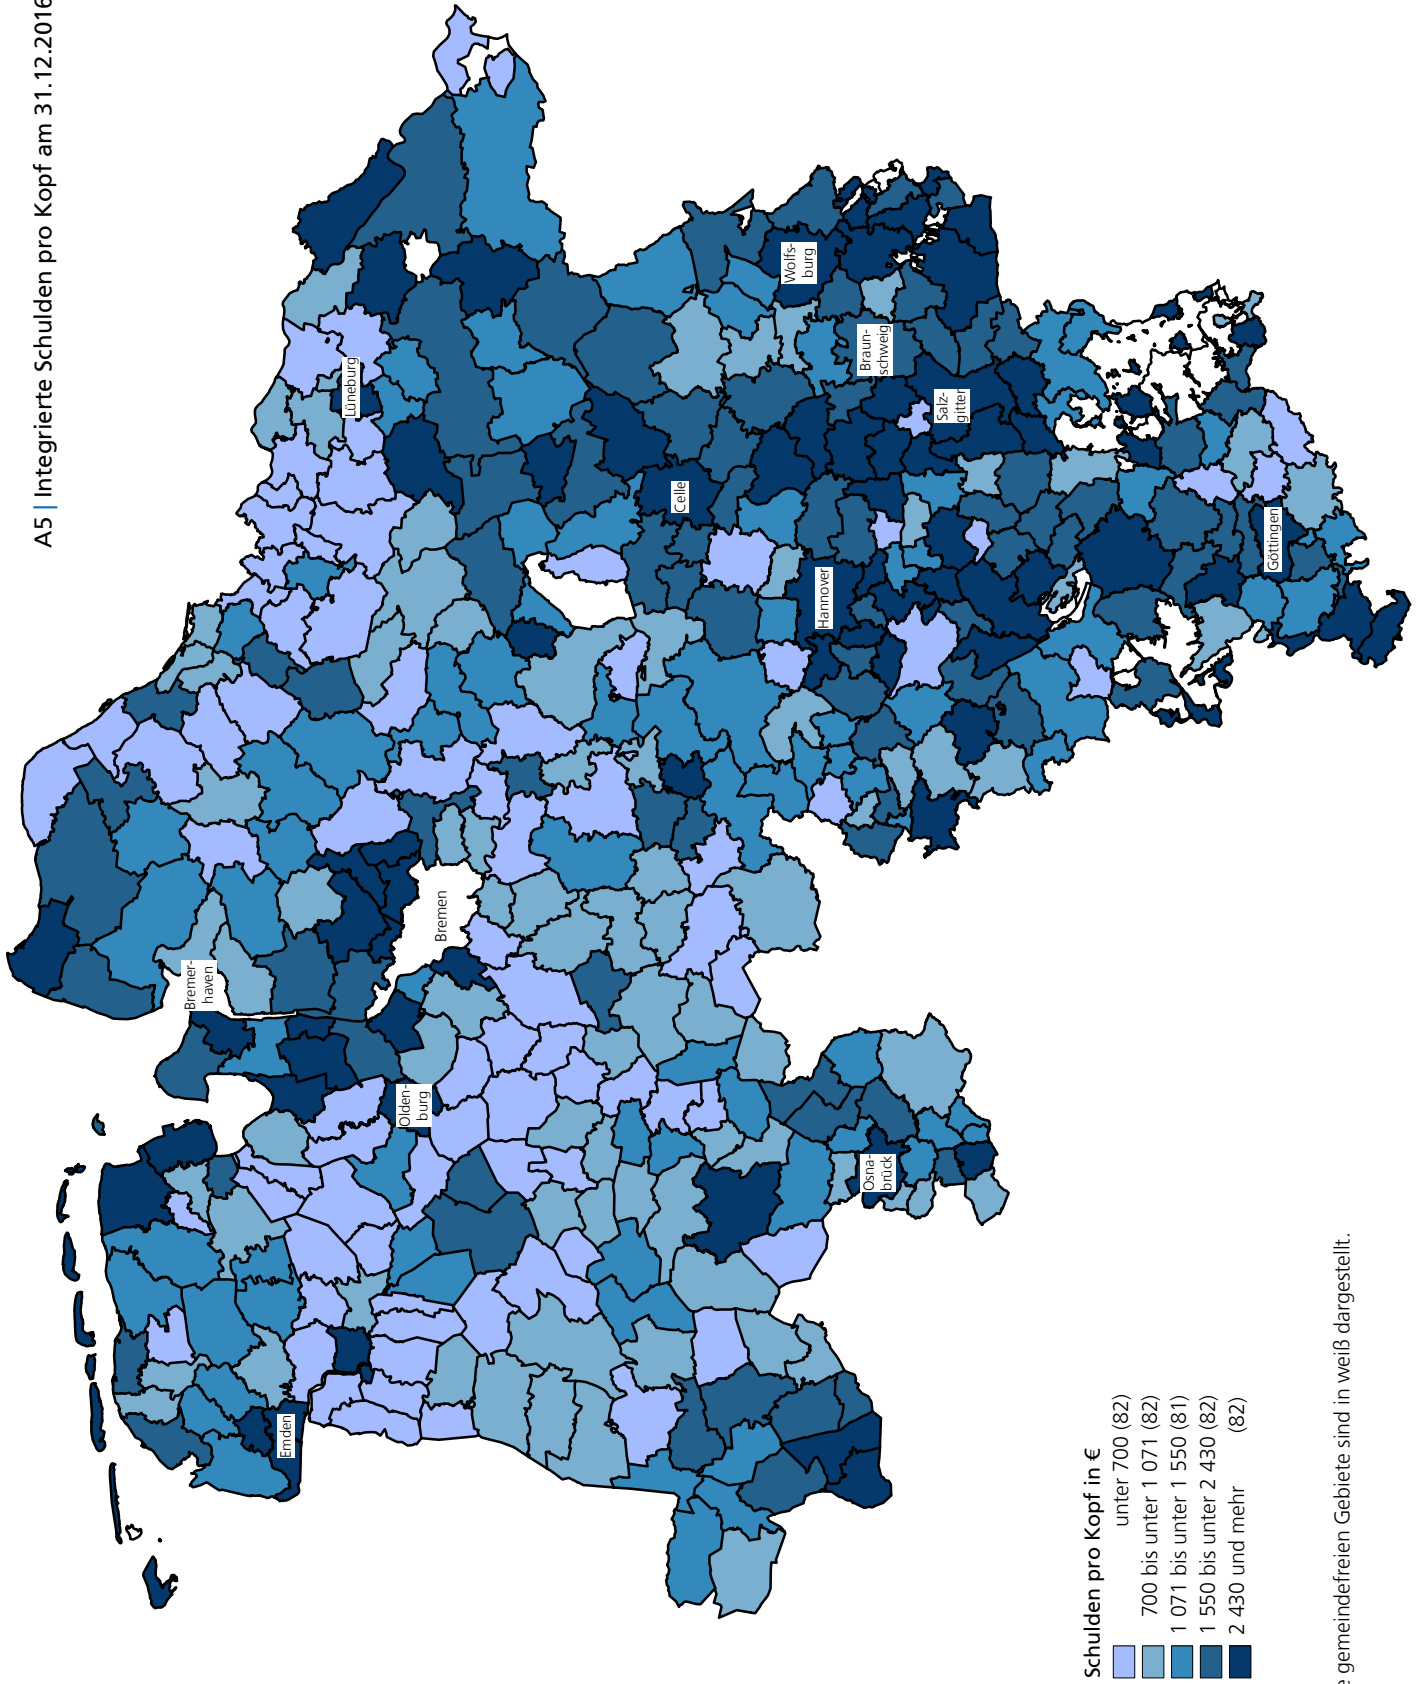 A5 | Integrierte Schulden pro Kopf am 31.12.2016
Lüneburg
Wolfs-
burg
Braun-
schweig
Salz-
gitter
Celle
Hannover
Göttingen
Bremen
Bremer-
haven
Olden-
burg
Osna-
brück
Emden
Schulden pro Kopf in €
unter 700 (82)
700 bis unter 1 071 (82)
1 071 bis unter 1 550 (81)
1 550 bis unter 2 430 (82)
2 430 und mehr (82)
gemeindefreien Gebiete sind in weiß dargestellt.